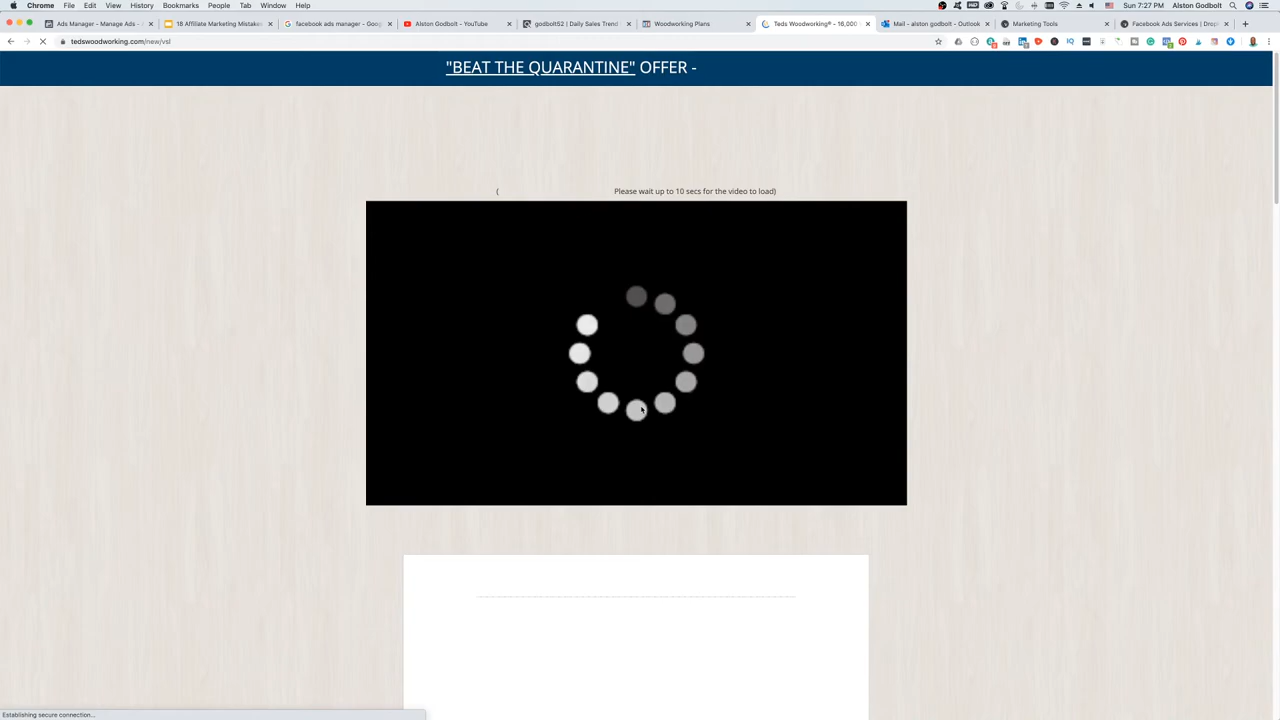 Chrome File Edit View History Bookmarks People Tab Window Help Sun 7:27 PM Alston Godbolt
Ads Manager - Manage Ads - 18 Affiliate Marketing Mistakes facebook ads manager - Goo Alston Godbolt - YouTube godbolt52 | Daily Sales Trend Woodworking Plans Teds Woodworking® - 16,000 Mail - alston godbolt - Outlook Marketing Tools Facebook Ads Services | Drop
tedswoodworking.com/new/vsl
"BEAT THE QUARANTINE" OFFER -
( Please wait up to 10 secs for the video to load)
Establishing secure connection...